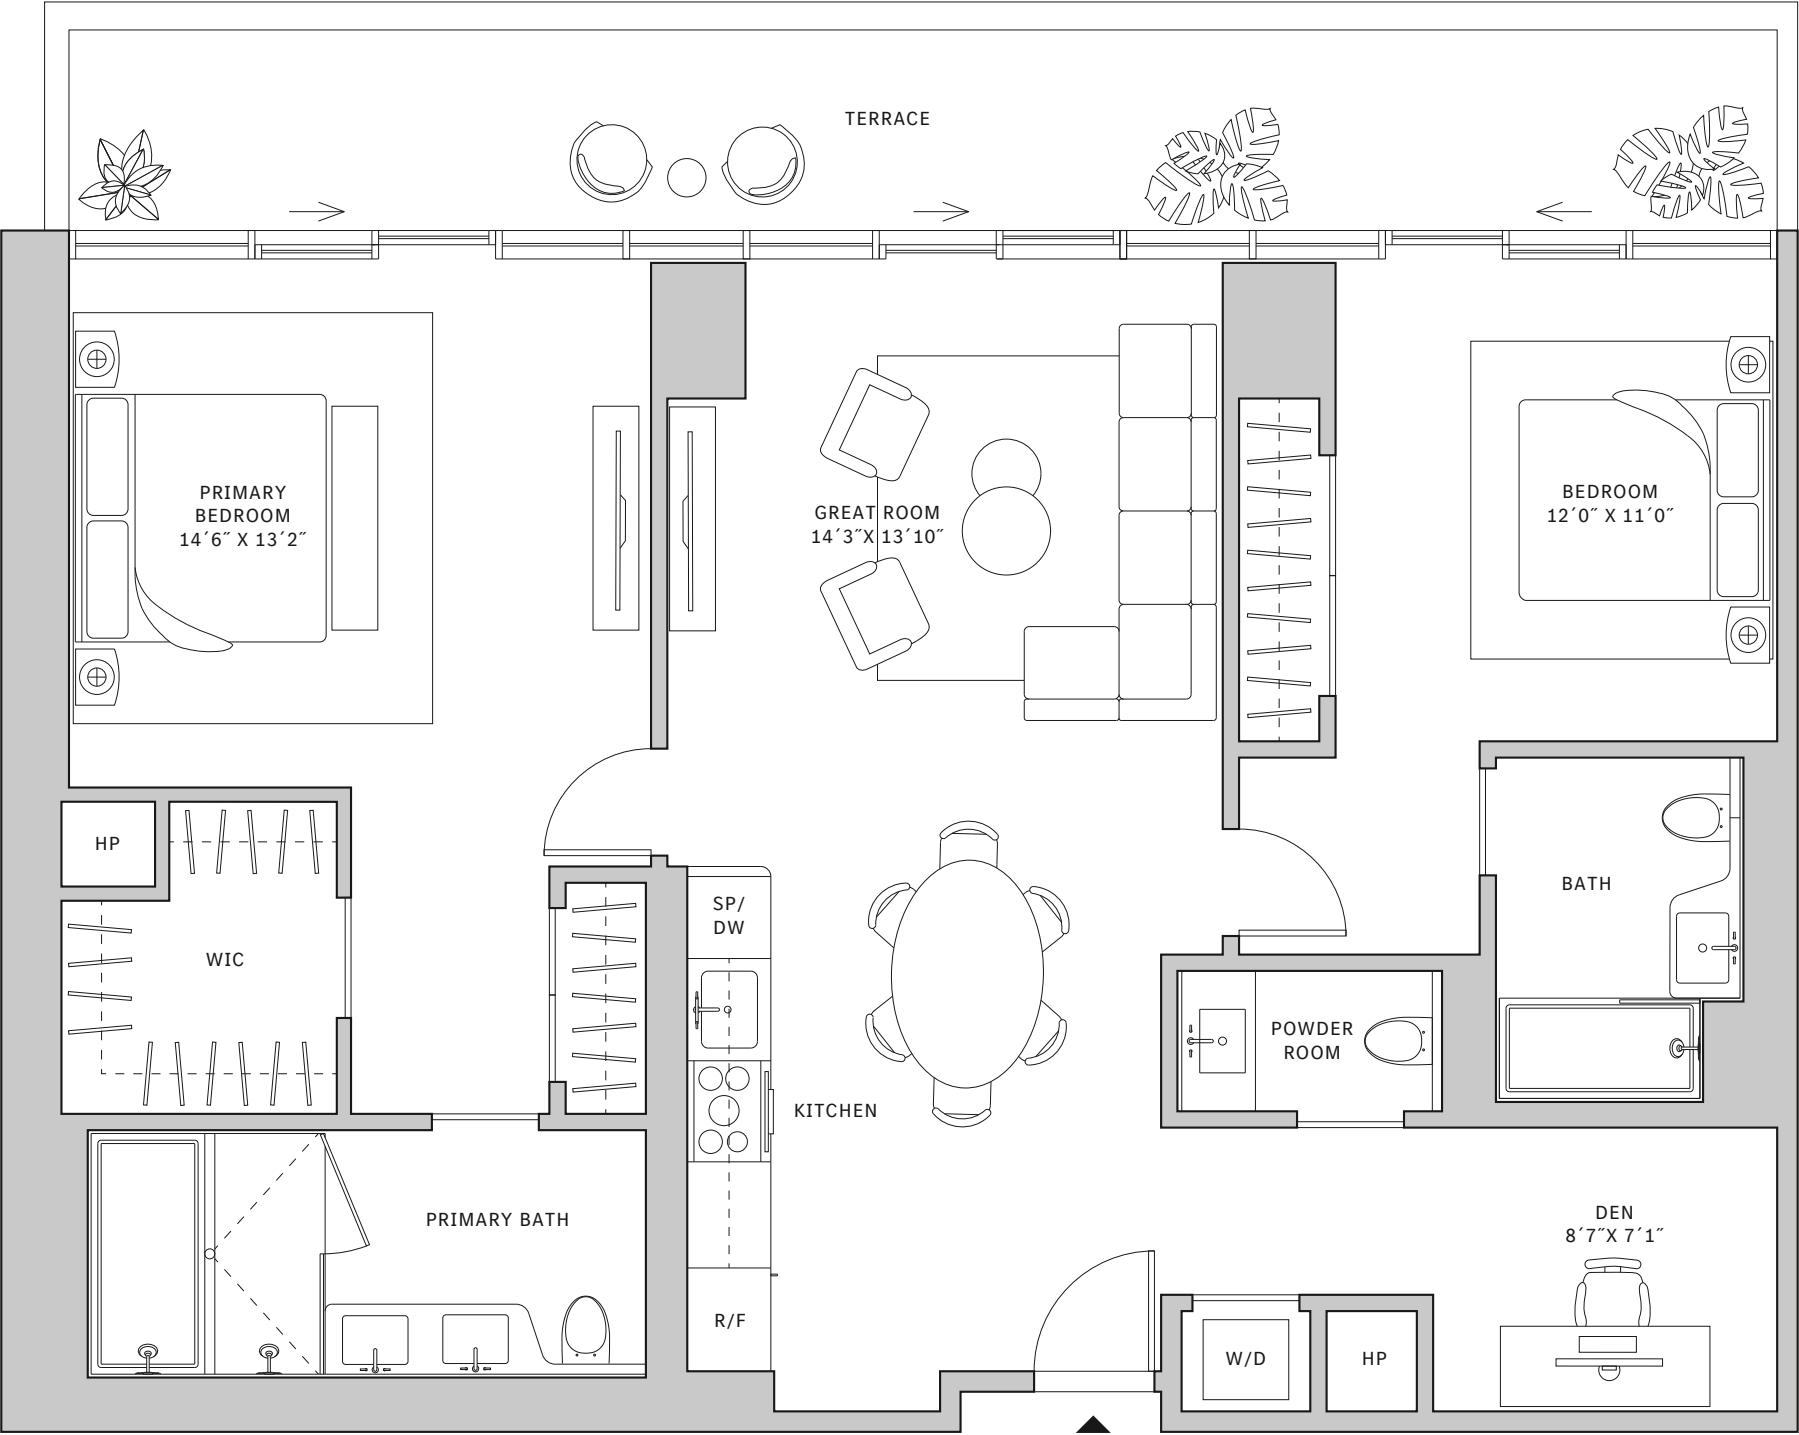 TERRACE
PRIMARY
BEDROOM
14´6˝ X 13´2˝
GREAT ROOM
14´3˝X 13´10˝
BEDROOM
12´0˝ X 11´0˝
HP
WIC
SP/
DW
BATH
POWDER
ROOM
KITCHEN
PRIMARY BATH
R/F
DEN
8´7˝X 7´1˝
W/D
HP